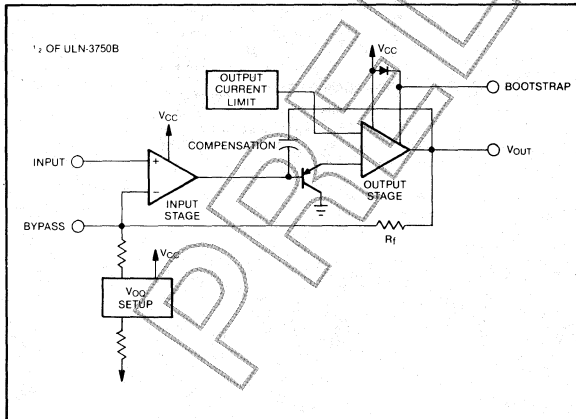 1/2 OF ULN-3750B
VCC
OUTPUT
CURRENT
LIMIT
BOOTSTRAP
VCC
COMPENSATION
INPUT
+
−
INPUT
STAGE
OUTPUT
STAGE
VOUT
BYPASS
Rf
VCC
VOQ
SETUP
PREL